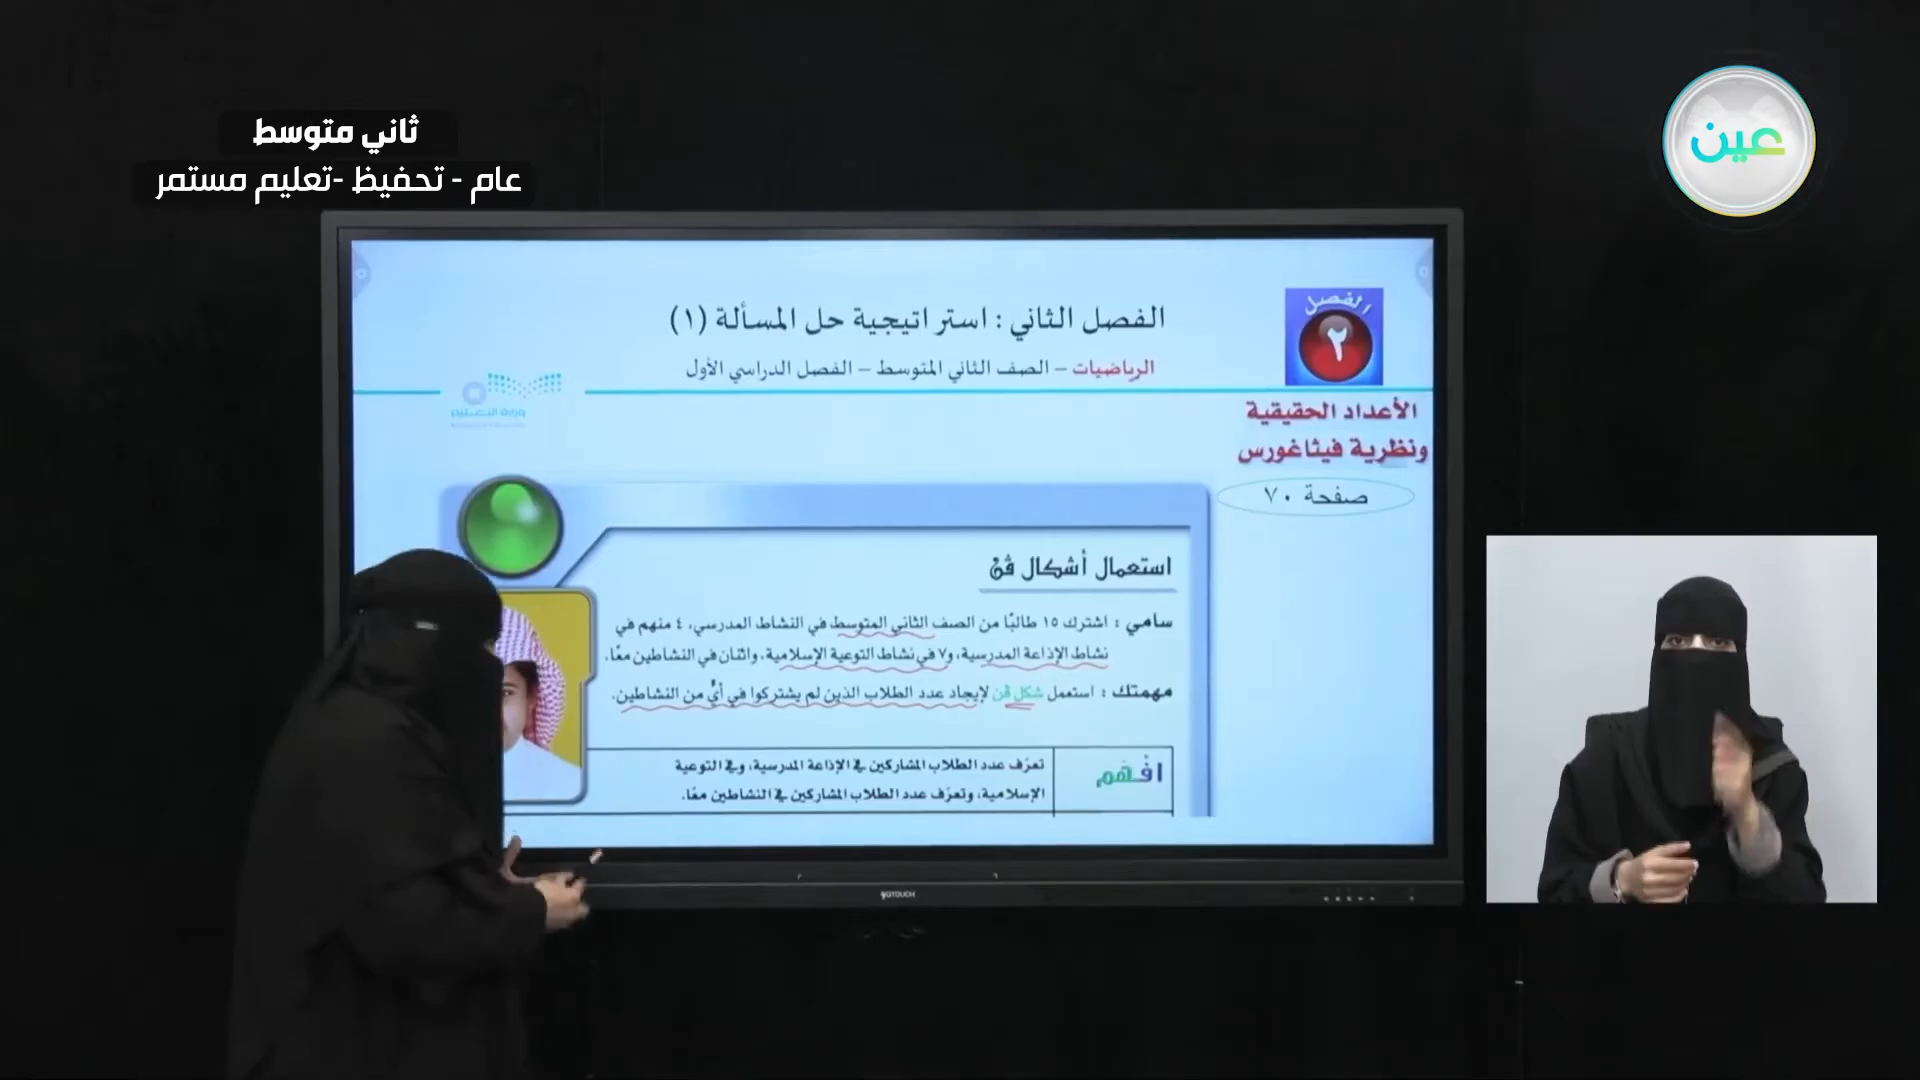 ثاني متوسط
عام - تحفيظ -تعليم مستمر
عين
الفصل
٢
الفصل الثاني : استراتيجية حل المسألة (١)
الرياضيات – الصف الثاني المتوسط – الفصل الدراسي الأول
وزارة التعليم
الأعداد الحقيقية
ونظرية فيثاغورس
صفحة ٧٠
استعمال أشكال ڤن
سامي : اشترك ١٥ طالبًا من الصف الثاني المتوسط في النشاط المدرسي، ٤ منهم في
نشاط الإذاعة المدرسية، و٧ في نشاط التوعية الإسلامية، واثنان في النشاطين معًا.
مهمتك : استعمل شكل ڤن لإيجاد عدد الطلاب الذين لم يشتركوا في أيٍّ من النشاطين.
افهم
تعرّف عدد الطلاب المشاركين في الإذاعة المدرسية، وفي التوعية
الإسلامية، وتعرّف عدد الطلاب المشاركين في النشاطين معًا.